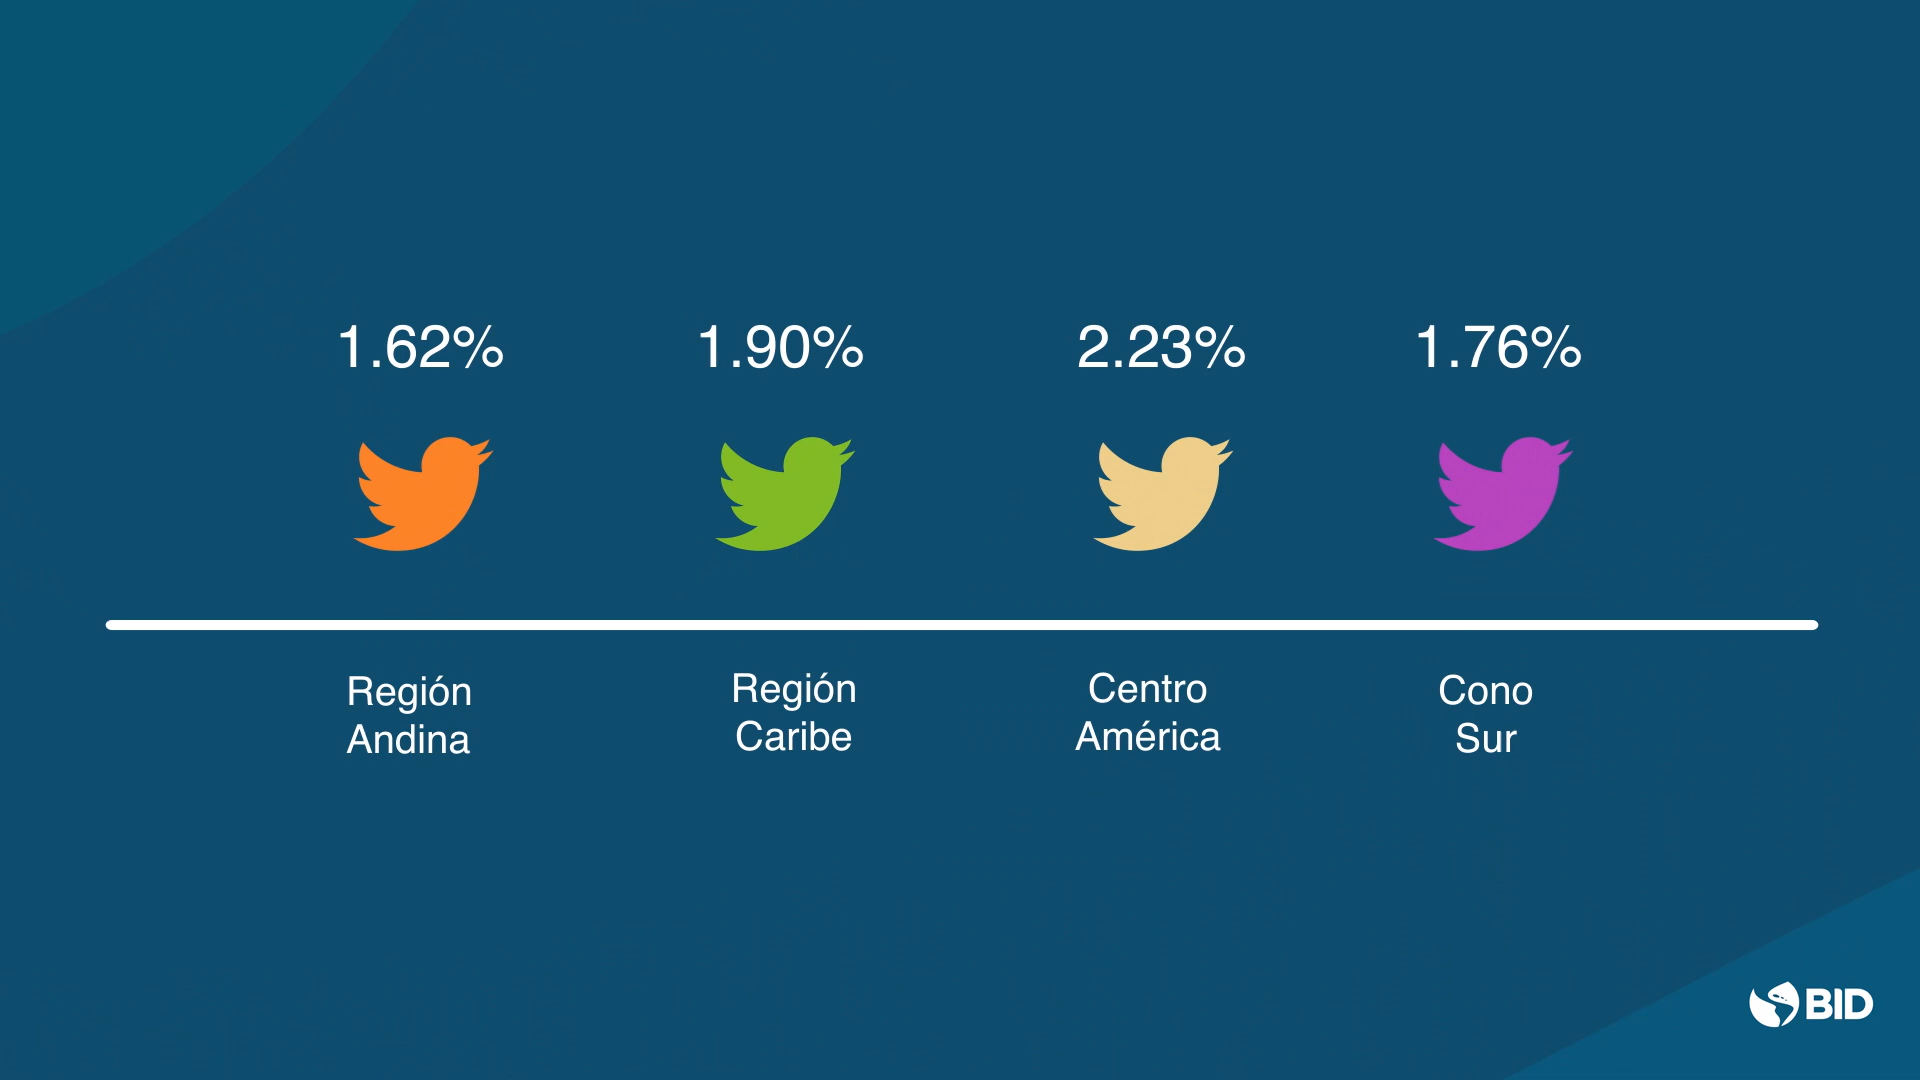 1.62% 1.90% 2.23% 1.76%
Región
Andina
Región
Caribe
Centro
América
Cono
Sur
BID